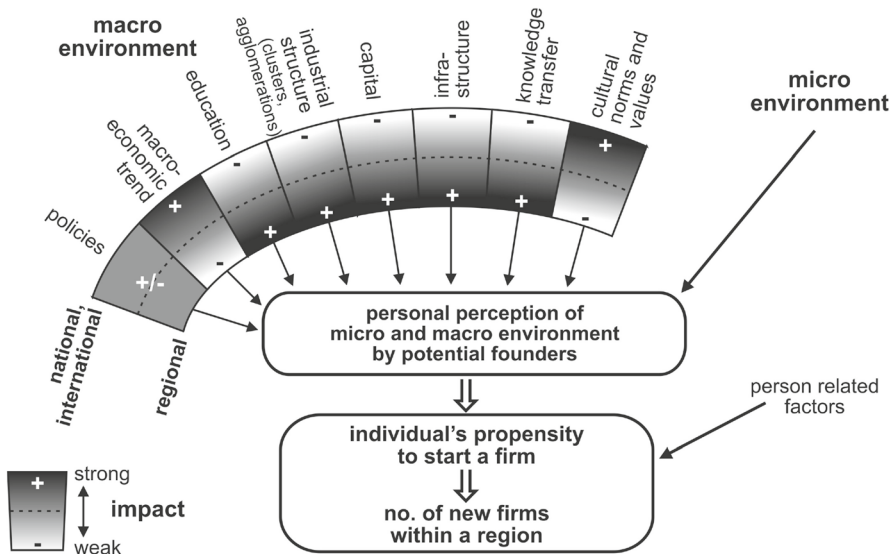 macro
environment
policies
macro-
economic
trend
education
industrial
structure
(clusters,
agglomerations)
capital
infra-
structure
knowledge
transfer
cultural
norms and
values
micro
environment
+/-
+
-
-
+
-
+
-
+
-
+
-
+
+
-
national,
international
regional
personal perception of
micro and macro environment
by potential founders
person related
factors
individual’s propensity
to start a firm
no. of new firms
within a region
+
-
strong
impact
weak